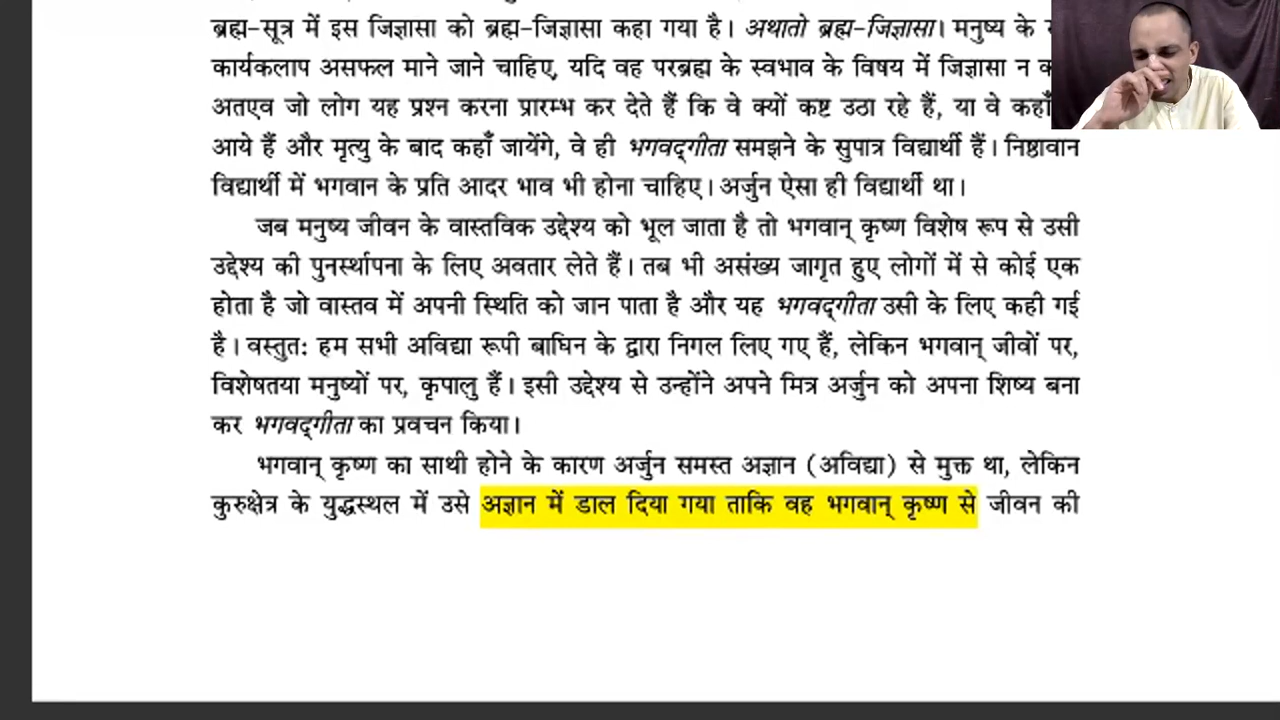 ब्रह्म-सूत्र में इस जिज्ञासा को ब्रह्म-जिज्ञासा कहा गया है। अथातो ब्रह्म-जिज्ञासा। मनुष्य के
कार्यकलाप असफल माने जाने चाहिए, यदि वह परब्रह्म के स्वभाव के विषय में जिज्ञासा न
अतएव जो लोग यह प्रश्न करना प्रारम्भ कर देते हैं कि वे क्यों कष्ट उठा रहे हैं, या वे कहाँ
आये हैं और मृत्यु के बाद कहाँ जायेंगे, वे ही भगवद्‌गीता समझने के सुपात्र विद्यार्थी हैं। निष्ठावान
विद्यार्थी में भगवान के प्रति आदर भाव भी होना चाहिए। अर्जुन ऐसा ही विद्यार्थी था।
जब मनुष्य जीवन के वास्तविक उद्देश्य को भूल जाता है तो भगवान् कृष्ण विशेष रूप से उसी
उद्देश्य की पुनर्स्थापना के लिए अवतार लेते हैं। तब भी असंख्य जागृत हुए लोगों में से कोई एक
होता है जो वास्तव में अपनी स्थिति को जान पाता है और यह भगवद्‌गीता उसी के लिए कही गई
है। वस्तुतः हम सभी अविद्या रूपी बाघिन के द्वारा निगल लिए गए हैं, लेकिन भगवान् जीवों पर,
विशेषतया मनुष्यों पर, कृपालु हैं। इसी उद्देश्य से उन्होंने अपने मित्र अर्जुन को अपना शिष्य बना
कर भगवद्‌गीता का प्रवचन किया।
भगवान् कृष्ण का साथी होने के कारण अर्जुन समस्त अज्ञान (अविद्या) से मुक्त था, लेकिन
कुरुक्षेत्र के युद्धस्थल में उसे अज्ञान में डाल दिया गया ताकि वह भगवान् कृष्ण से जीवन की